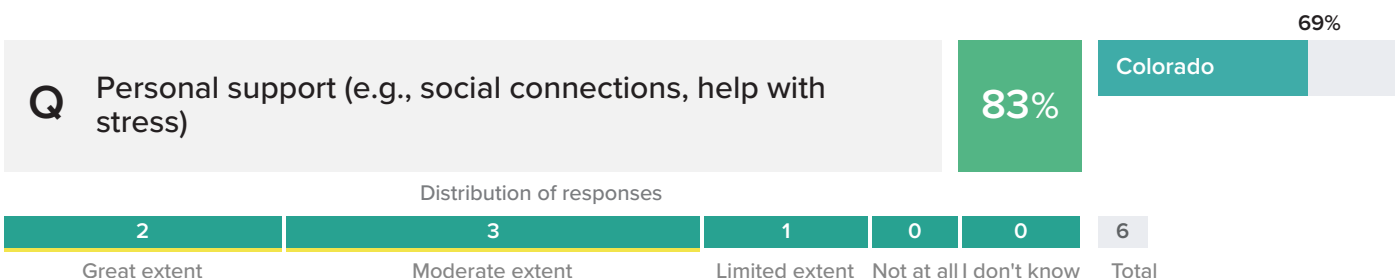 69%
Q
Personal support (e.g., social connections, help with
stress)
83%
Colorado
Distribution of responses
2 3 1 0 0 6
Great extent Moderate extent Limited extent Not at all I don't know Total